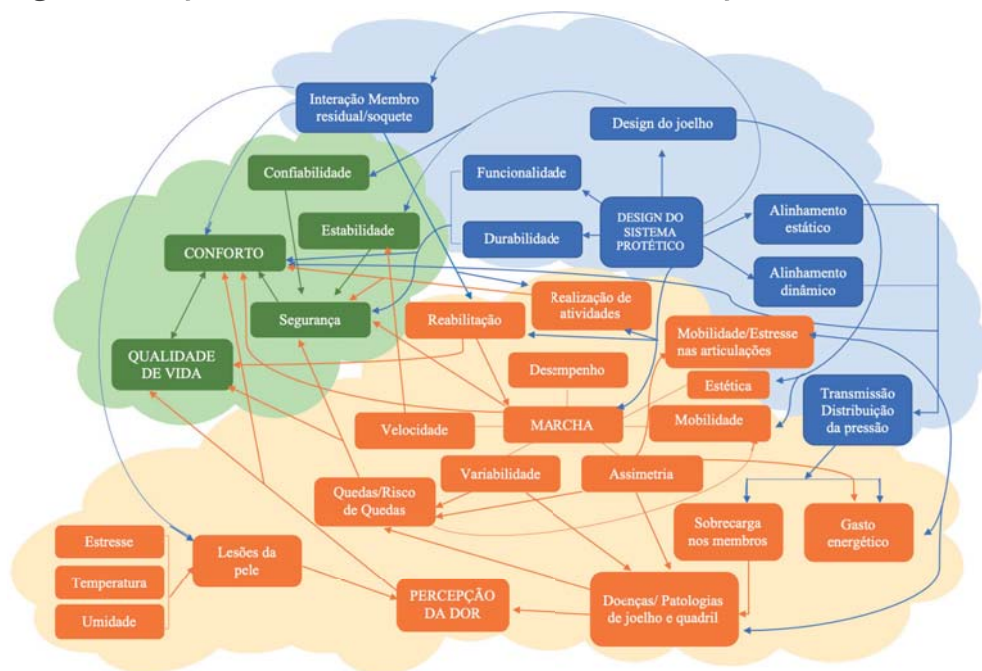 Interação Membro
residual/soquete
Design do joelho
Confiabilidade
Funcionalidade
Estabilidade
Durabilidade
DESIGN DO
SISTEMA
PROTÉTICO
Alinhamento
estático
CONFORTO
Alinhamento
dinâmico
Segurança
Reabilitação
Realização de
atividades
Mobilidade/Estresse
nas articulações
QUALIDADE
DE VIDA
Desempenho
Estética
Transmissão
Distribuição
da pressão
Velocidade
MARCHA
Mobilidade
Variabilidade
Assimetria
Quedas/Risco
de Quedas
Sobrecarga
nos membros
Gasto
energético
Estresse
Lesões da
pele
Temperatura
Umidade
PERCEPÇÃO
DA DOR
Doenças/ Patologias
de joelho e quadril